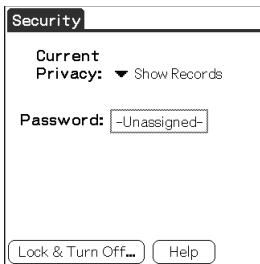 Security
Current
Privacy: Show Records
Password: -Unassigned-
Lock & Turn Off... Help